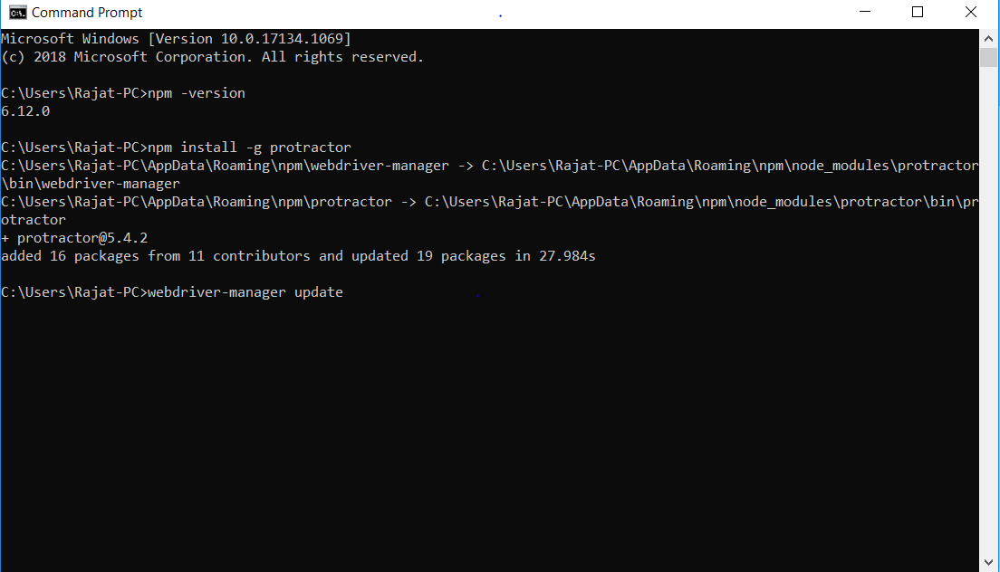 Command Prompt
Microsoft Windows [Version 10.0.17134.1069]
(c) 2018 Microsoft Corporation. All rights reserved.
C:\Users\Rajat-PC>npm -version
6.12.0
C:\Users\Rajat-PC>npm install -g protractor
C:\Users\Rajat-PC\AppData\Roaming\npm\webdriver-manager -> C:\Users\Rajat-PC\AppData\Roaming\npm\node_modules\protractor
\bin\webdriver-manager
C:\Users\Rajat-PC\AppData\Roaming\npm\protractor -> C:\Users\Rajat-PC\AppData\Roaming\npm\node_modules\protractor\bin\pr
otractor
+ protractor@5.4.2
added 16 packages from 11 contributors and updated 19 packages in 27.984s
C:\Users\Rajat-PC>webdriver-manager update